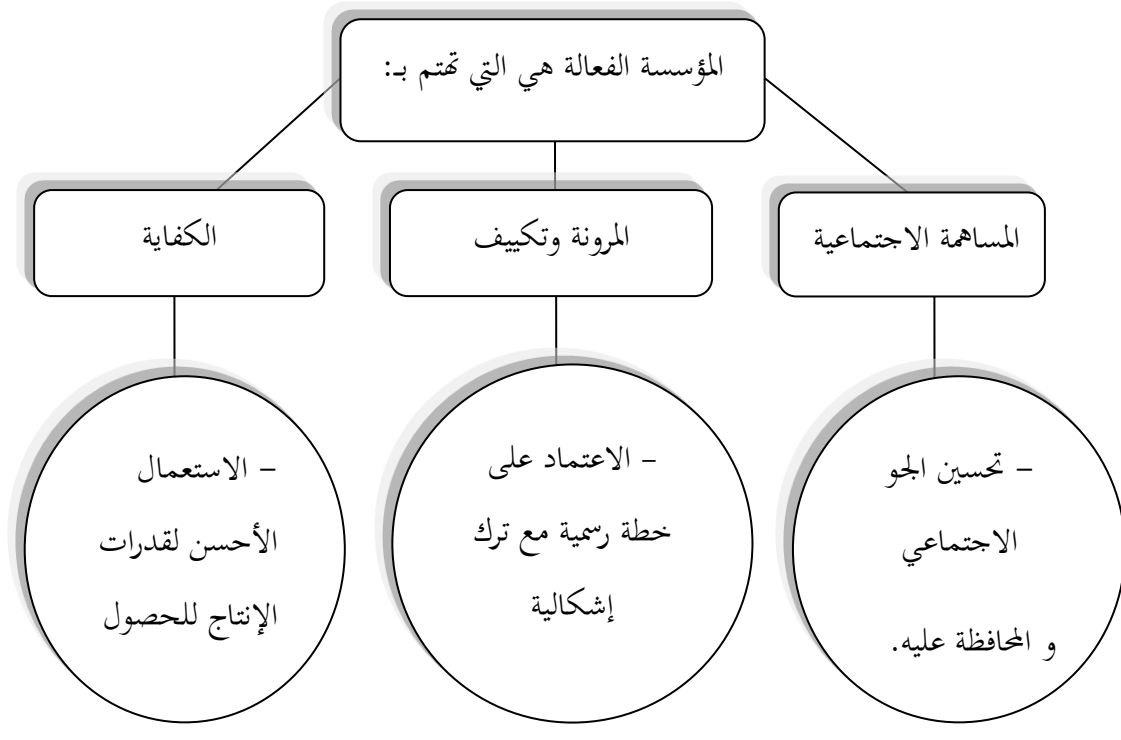 المؤسسة الفعالة هي التي تهتم بـ:
المساهمة الاجتماعية
المرونة وتكييف
الكفاية
– تحسين الجو
الاجتماعي
و المحافظة عليه.
– الاعتماد على
خطة رسمية مع ترك
إشكالية
– الاستعمال
الأحسن لقدرات
الإنتاج للحصول